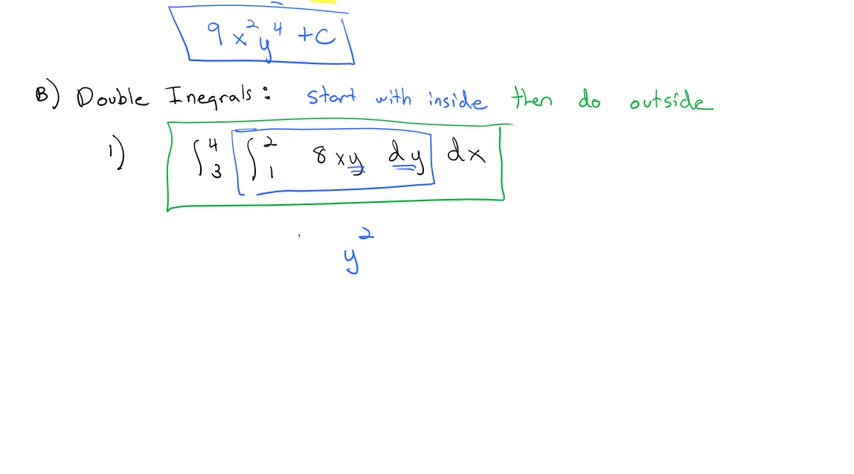 9x²y⁴ + C
B) Double Inegrals: start with inside then do outside
1) ∫₃⁴ ∫₁² 8xy dy dx
y²